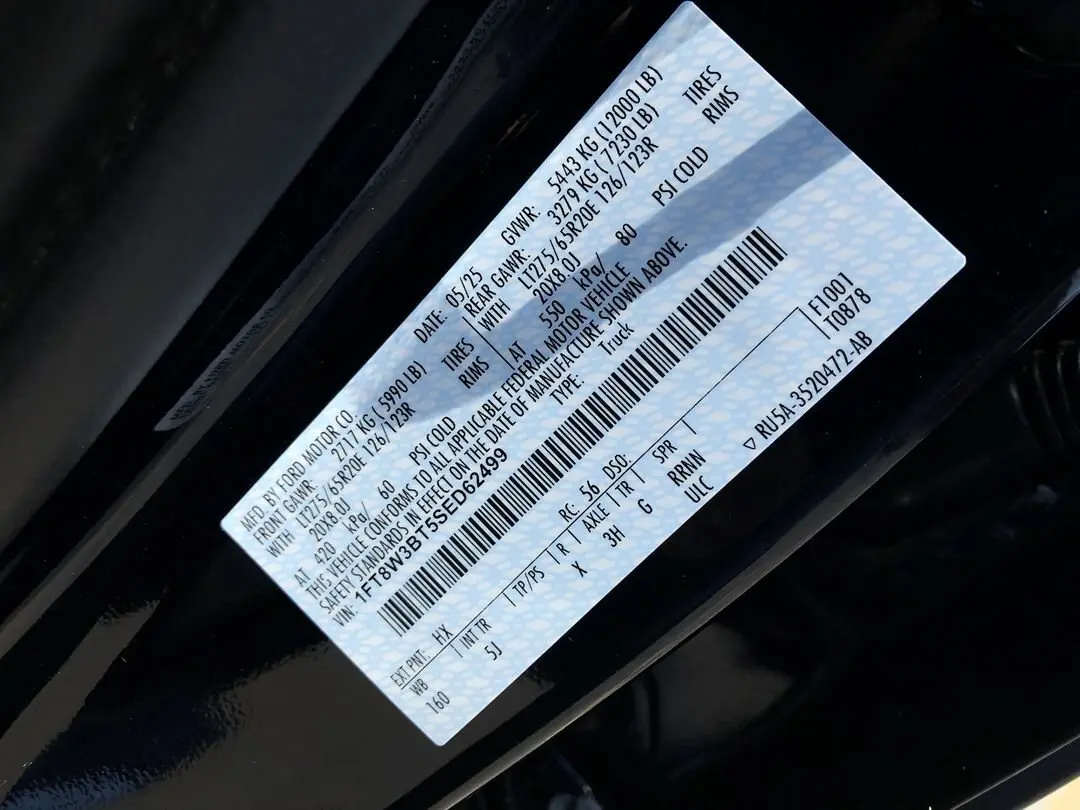 MFD. BY FORD MOTOR CO.
DATE: 05/25 GVWR: 5443 KG (12000 LB)
FRONT GAWR: 2717 KG ( 5990 LB) REAR GAWR: 3279 KG ( 7230 LB)
WITH LT275/65R20E 126/123R TIRES WITH LT275/65R20E 126/123R TIRES
20X8.0J RIMS 20X8.0J RIMS
AT 420 kPa/ 60 PSI COLD AT 550 kPa/ 80 PSI COLD
THIS VEHICLE CONFORMS TO ALL APPLICABLE FEDERAL MOTOR VEHICLE
SAFETY STANDARDS IN EFFECT ON THE DATE OF MANUFACTURE SHOWN ABOVE.
VIN: 1FT8W3BT5SED62499 TYPE: Truck
EXT PNT: HX RC: 56 DSO: F1001
WB INT TR TP/PS R AXLE TR SPR T0878
160 5J X 3H G RRMN
ULC ▽ RU5A-3520472-AB